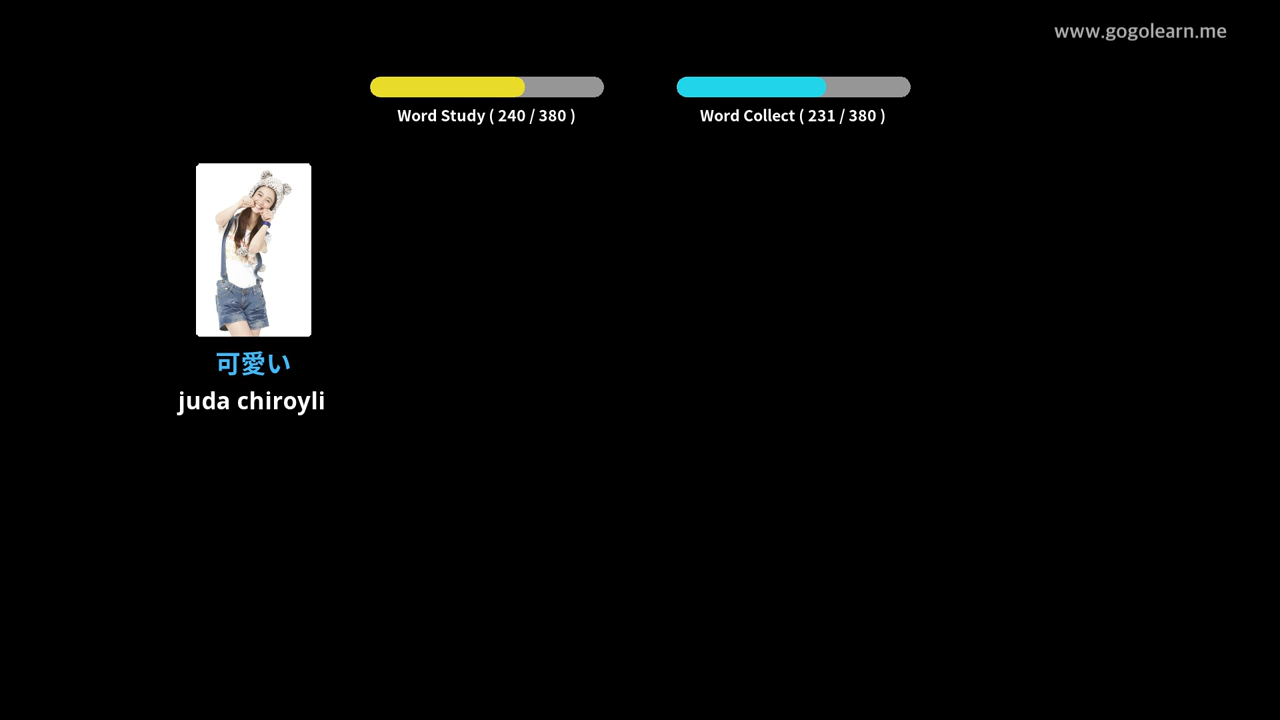 www.gogolearn.me
Word Study ( 240 / 380 )
Word Collect ( 231 / 380 )
可愛い
juda chiroyli